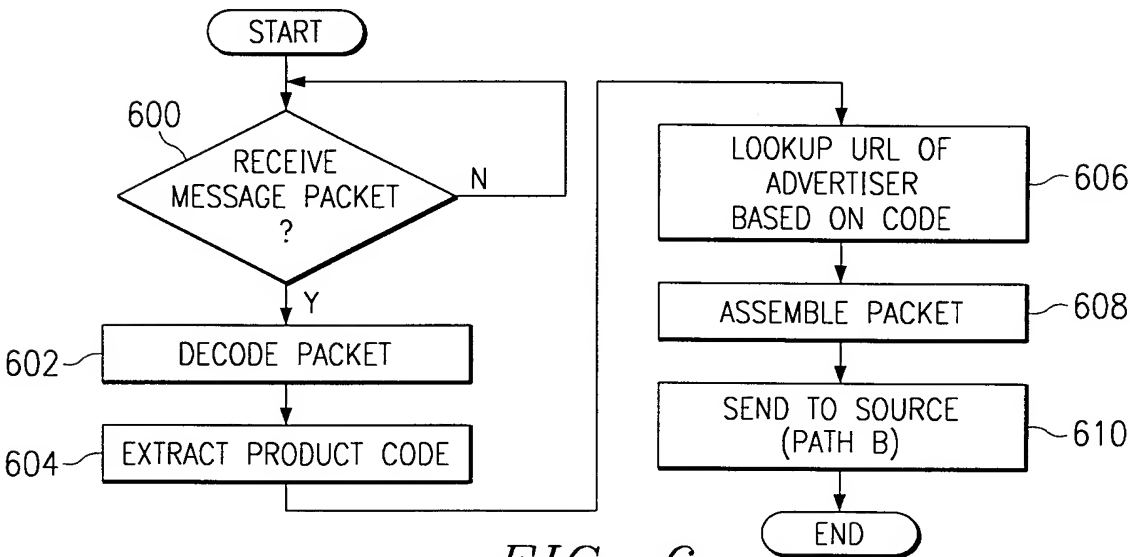 START
600
RECEIVE
MESSAGE PACKET
?
N
Y
602
DECODE PACKET
604
EXTRACT PRODUCT CODE
LOOKUP URL OF
ADVERTISER
BASED ON CODE
606
ASSEMBLE PACKET
608
SEND TO SOURCE
(PATH B)
610
END
FIG. 6